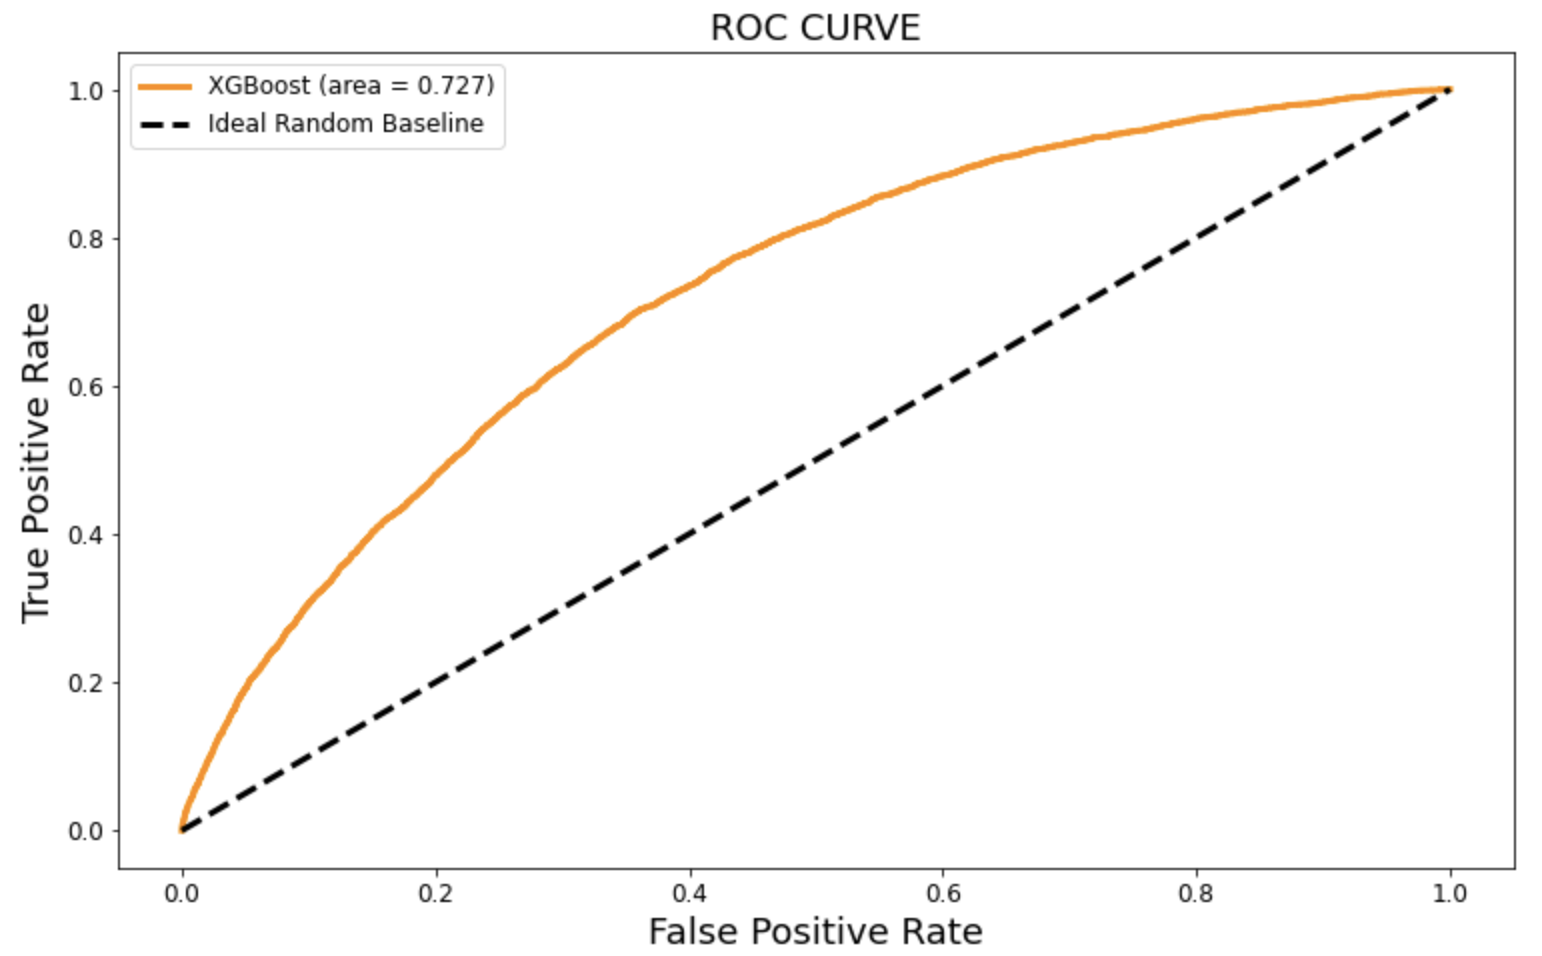 ROC CURVE
XGBoost (area = 0.727)
Ideal Random Baseline
True Positive Rate
1.0
0.8
0.6
0.4
0.2
0.0
0.0 0.2 0.4 0.6 0.8 1.0
False Positive Rate